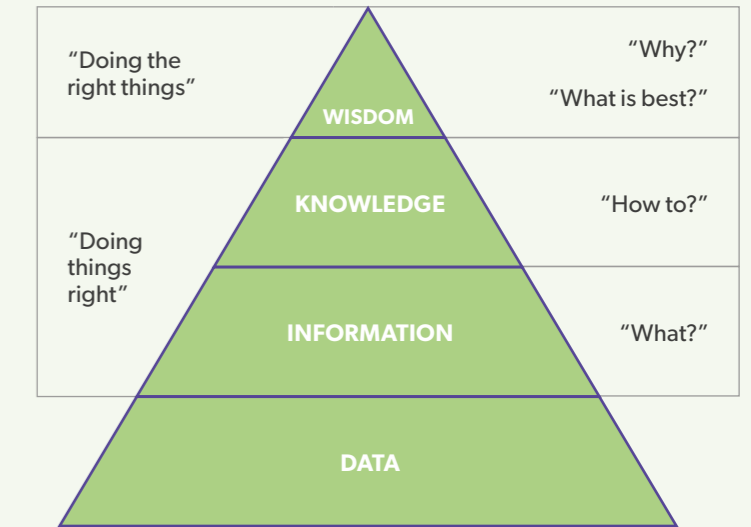 “Doing the
right things”
“Why?”
“What is best?”
WISDOM
KNOWLEDGE
“How to?”
“Doing
things
right”
INFORMATION
“What?”
DATA